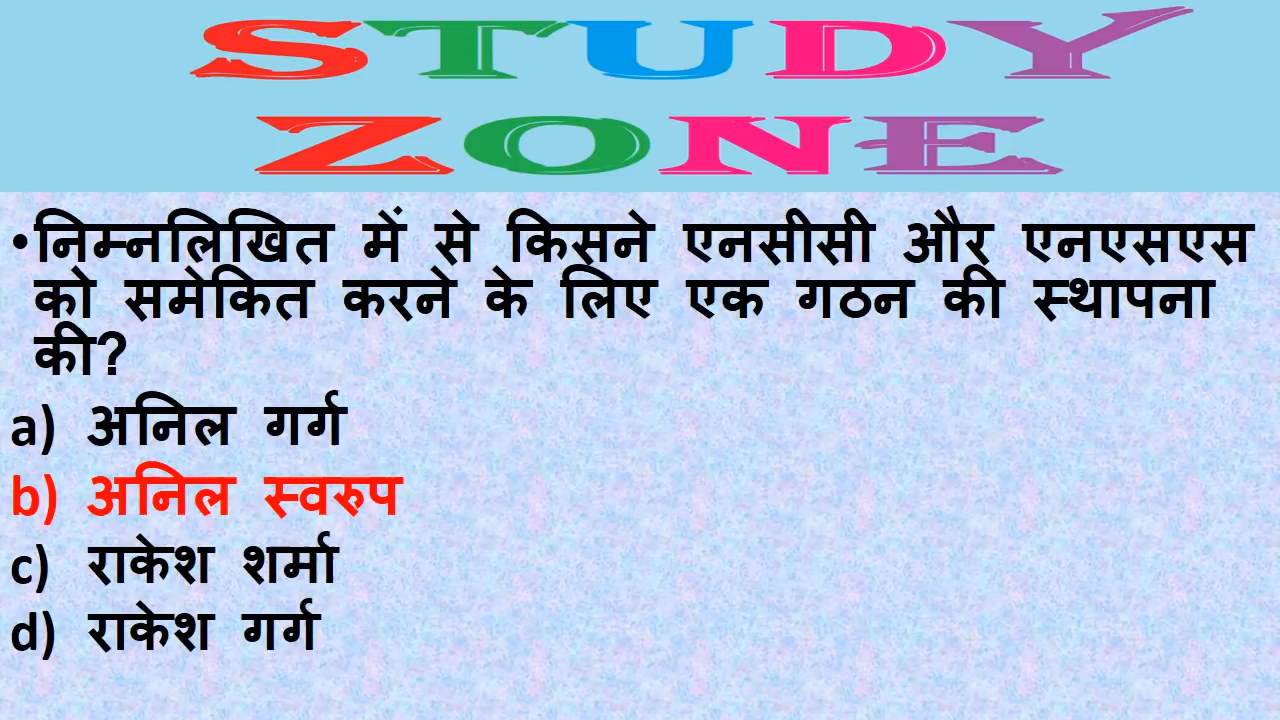 STUDY
ZONE
•निम्नलिखित में से किसने एनसीसी और एनएसएस
को समेकित करने के लिए एक गठन की स्थापना
की?
a) अनिल गर्ग
b) अनिल स्वरुप
c) राकेश शर्मा
d) राकेश गर्ग